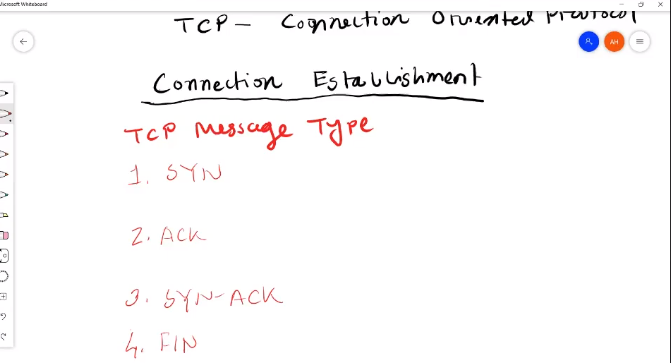 Microsoft Whiteboard
TCP - Connection Oriented Protocol
AH
Connection Establishment
TCP Message Type
1. SYN
2. ACK
3. SYN-ACK
4. FIN